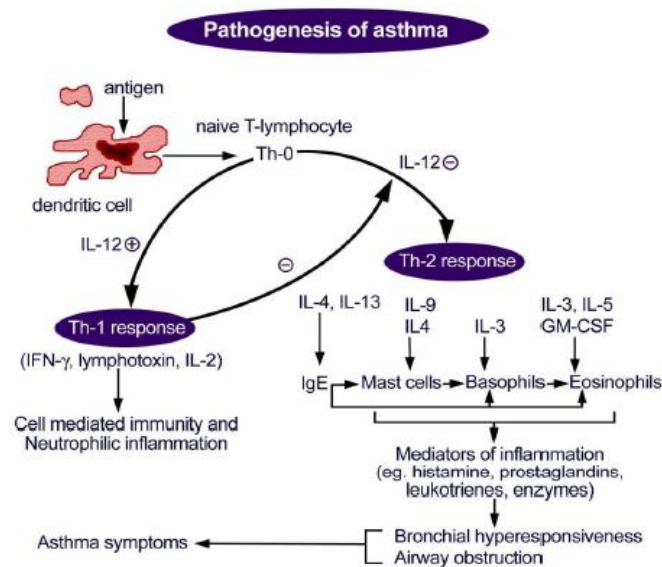 Pathogenesis of asthma
antigen
naive T-lymphocyte
Th-0
IL-12⊖
dendritic cell
IL-12⊕
⊖
Th-2 response
Th-1 response
(IFN-γ, lymphotoxin, IL-2)
IL-4, IL-13
IL-9
IL4
IL-3
IL-3, IL-5
GM-CSF
IgE
Mast cells
Basophils
Eosinophils
Cell mediated immunity and
Neutrophilic inflammation
Mediators of inflammation
(eg. histamine, prostaglandins,
leukotrienes, enzymes)
Bronchial hyperresponsiveness
Airway obstruction
Asthma symptoms